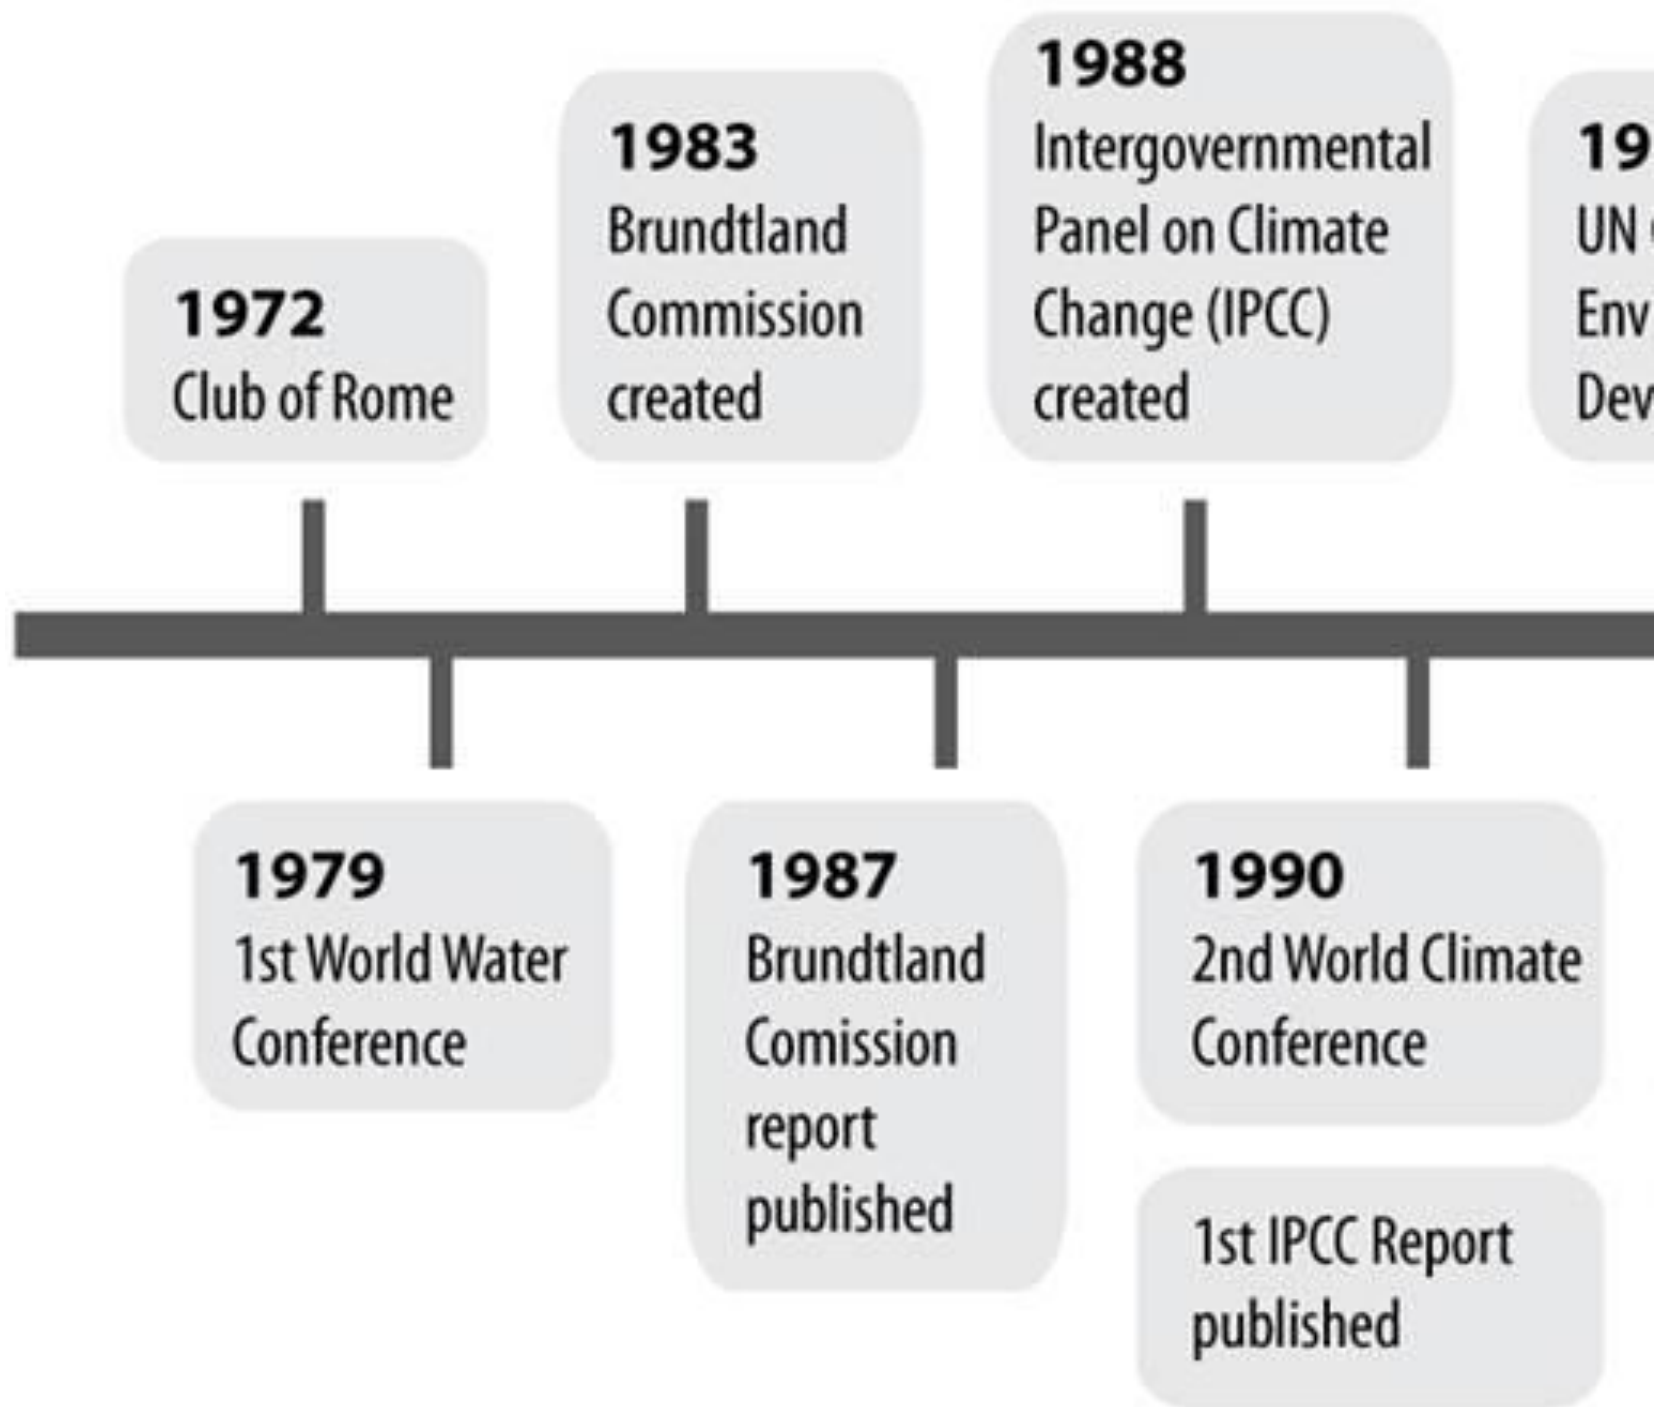 1972
Club of Rome
1983
Brundtland
Commission
created
1988
Intergovernmental
Panel on Climate
Change (IPCC)
created
19
UN
Env
Dev
1979
1st World Water
Conference
1987
Brundtland
Comission
report
published
1990
2nd World Climate
Conference
1st IPCC Report
published